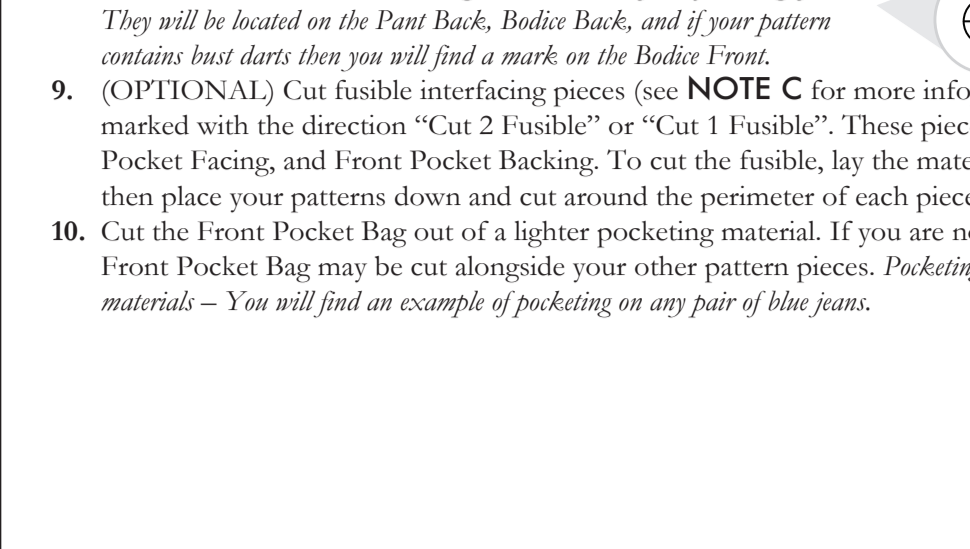 They will be located on the Pant Back, Bodice Back, and if your pattern
contains bust darts then you will find a mark on the Bodice Front.
9. (OPTIONAL) Cut fusible interfacing pieces (see NOTE C for more info
marked with the direction “Cut 2 Fusible” or “Cut 1 Fusible”. These piec
Pocket Facing, and Front Pocket Backing. To cut the fusible, lay the mate
then place your patterns down and cut around the perimeter of each piece
10. Cut the Front Pocket Bag out of a lighter pocketing material. If you are no
Front Pocket Bag may be cut alongside your other pattern pieces. Pocketing
materials – You will find an example of pocketing on any pair of blue jeans.